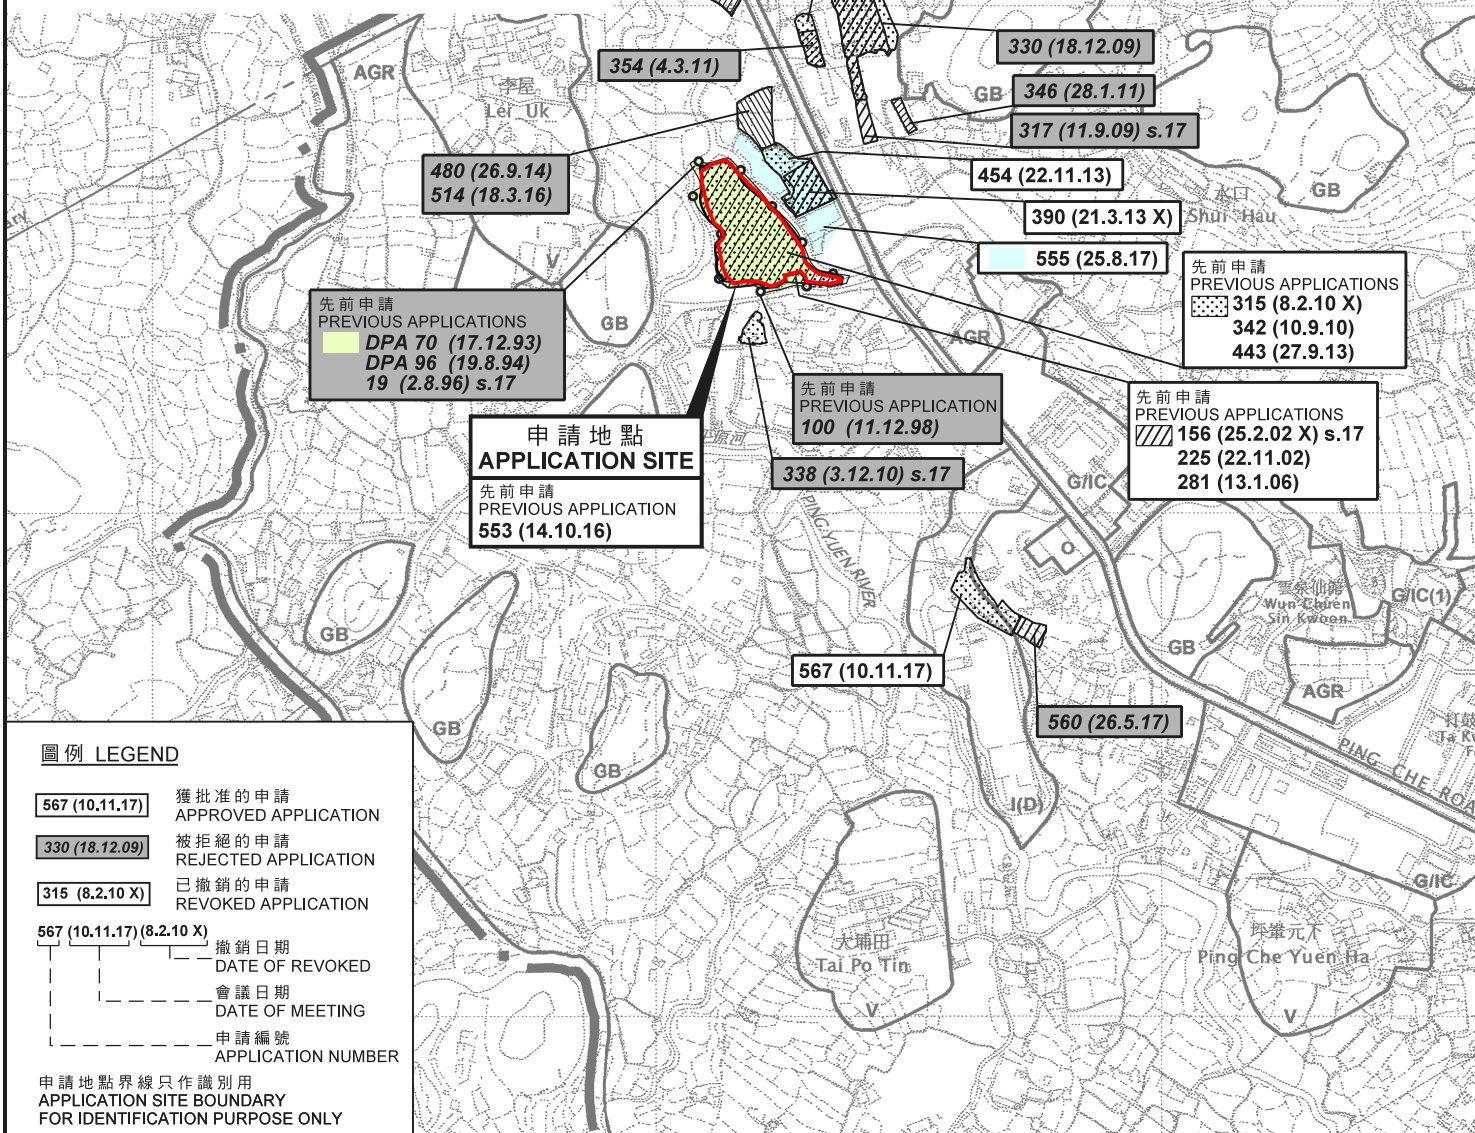 330 (18.12.09)
354 (4.3.11)
AGR
李屋
Lei Uk
GB
346 (28.1.11)
317 (11.9.09) s.17
480 (26.9.14)
514 (18.3.16)
454 (22.11.13)
GB
水口
Shui Hau
390 (21.3.13 X)
555 (25.8.17)
V
先前申請
PREVIOUS APPLICATIONS
315 (8.2.10 X)
342 (10.9.10)
443 (27.9.13)
先前申請
PREVIOUS APPLICATIONS
DPA 70 (17.12.93)
DPA 96 (19.8.94)
19 (2.8.96) s.17
GB
AGR
先前申請
PREVIOUS APPLICATION
100 (11.12.98)
先前申請
PREVIOUS APPLICATIONS
156 (25.2.02 X) s.17
225 (22.11.02)
281 (13.1.06)
申請地點
APPLICATION SITE
先前申請
PREVIOUS APPLICATION
553 (14.10.16)
338 (3.12.10) s.17
G/IC
PING YUEN RIVER
O
雲泉仙館
Wun Chuen
Sin Kwoon
G/IC(1)
GB
GB
567 (10.11.17)
AGR
560 (26.5.17)
GB
GB
PING CHE ROAD
I(D)
G/IC
大埔田
Tai Po Tin
V
坪輋元下
Ping Che Yuen Ha
V
圖例 LEGEND
567 (10.11.17)
獲批准的申請
APPROVED APPLICATION
330 (18.12.09)
被拒絕的申請
REJECTED APPLICATION
315 (8.2.10 X)
已撤銷的申請
REVOKED APPLICATION
567 (10.11.17) (8.2.10 X)
撤銷日期
DATE OF REVOKED
會議日期
DATE OF MEETING
申請編號
APPLICATION NUMBER
申請地點界線只作識別用
APPLICATION SITE BOUNDARY
FOR IDENTIFICATION PURPOSE ONLY